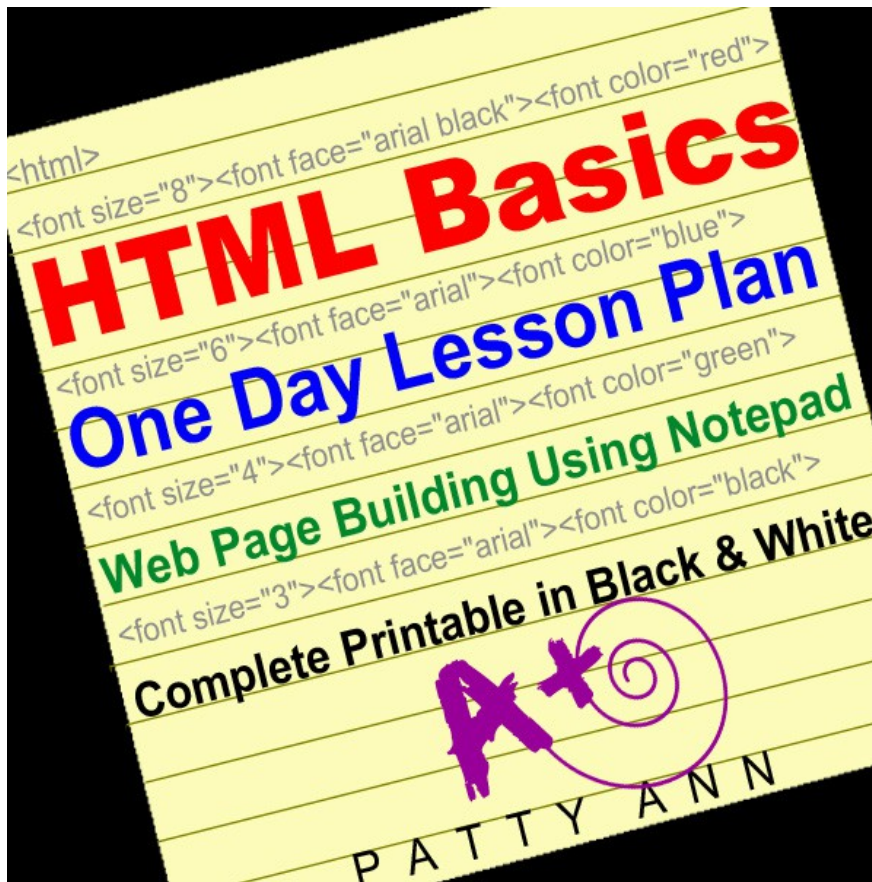 <html>
<font size="8"><font face="arial black"><font color="red">
HTML Basics
<font size="6"><font face="arial"><font color="blue">
One Day Lesson Plan
<font size="4"><font face="arial"><font color="green">
Web Page Building Using Notepad
<font size="3"><font face="arial"><font color="black">
Complete Printable in Black & White
A+
PATTY ANN